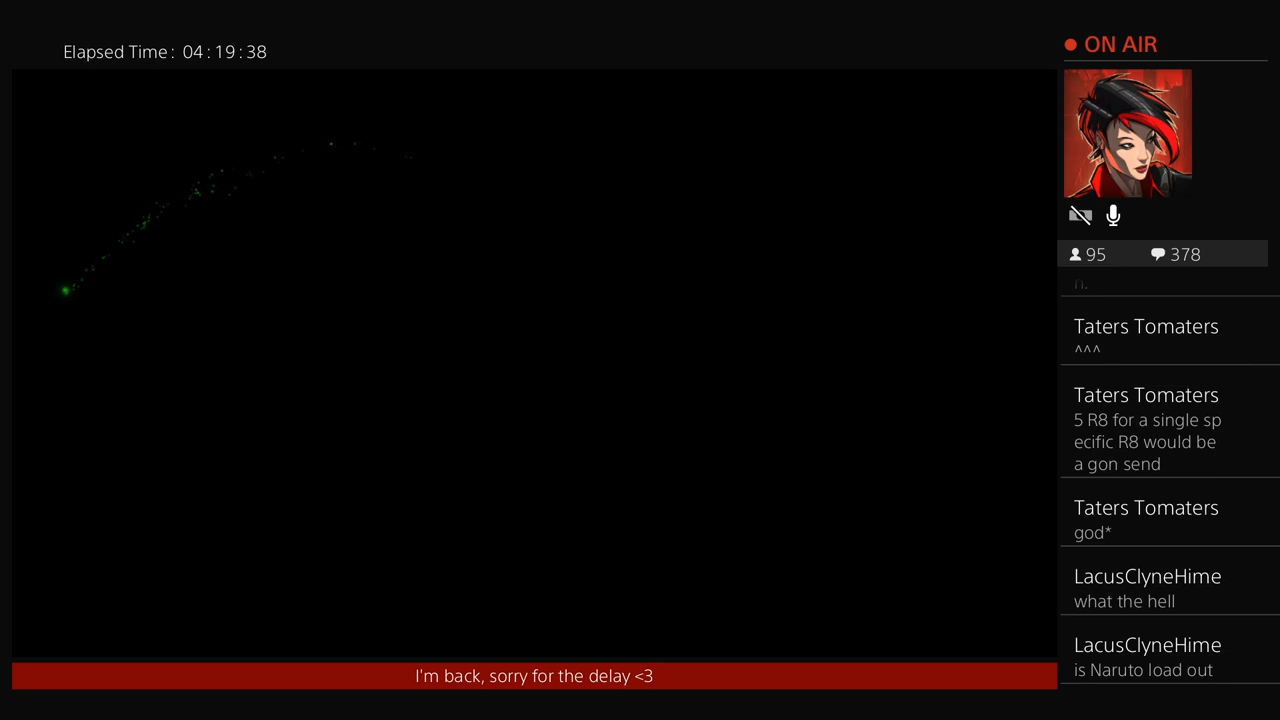 Elapsed Time: 04:19:38
ON AIR
95 378
n.
Taters Tomaters
^^^
Taters Tomaters
5 R8 for a single sp
ecific R8 would be
a gon send
Taters Tomaters
god*
LacusClyneHime
what the hell
LacusClyneHime
is Naruto load out
I'm back, sorry for the delay <3